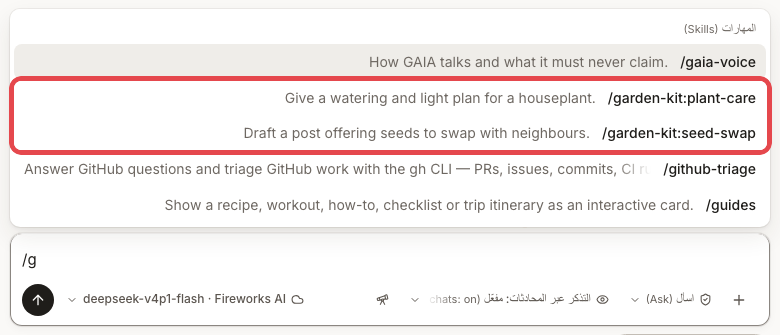 المهارات (Skills)
/gaia-voice How GAIA talks and what it must never claim.
/garden-kit:plant-care Give a watering and light plan for a houseplant.
/garden-kit:seed-swap Draft a post offering seeds to swap with neighbours.
/github-triage Answer GitHub questions and triage GitHub work with the gh CLI — PRs, issues, commits, CI
/guides Show a recipe, workout, how-to, checklist or trip itinerary as an interactive card.
/g
اسأل (Ask) التذكر عبر المحادثات: مفعّل (chats: on deepseek-v4p1-flash · Fireworks AI